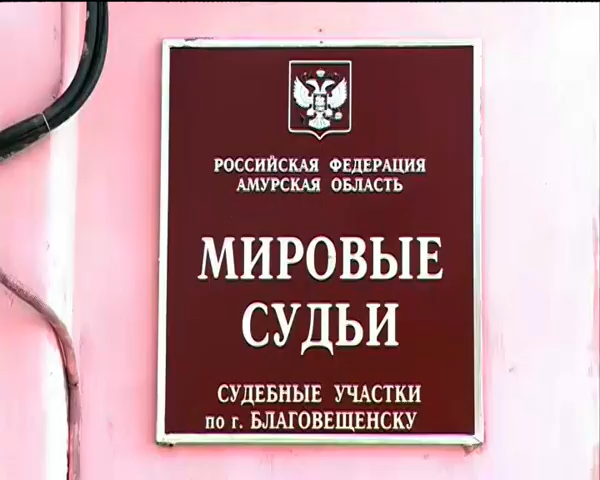 РОССИЙСКАЯ ФЕДЕРАЦИЯ
АМУРСКАЯ ОБЛАСТЬ
МИРОВЫЕ
СУДЬИ
СУДЕБНЫЕ УЧАСТКИ
по г. БЛАГОВЕЩЕНСКУ